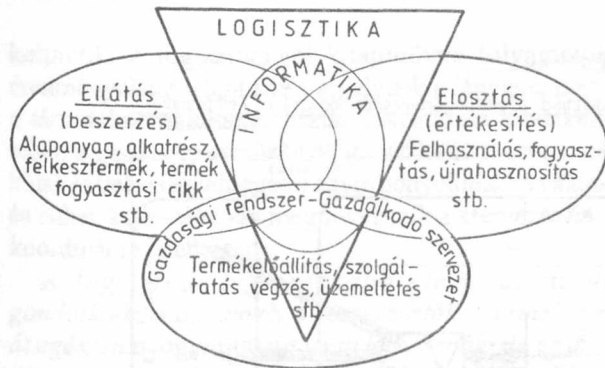 LOGISZTIKA
INFORMATIKA
Ellátás
(beszerzés)
Alapanyag, alkatrész,
félkésztermék, termék
fogyasztási cikk
stb.
Elosztás
(értékesítés)
Felhasználás, fogyasz-
tás, újrahasznosítás
stb.
Gazdasági rendszer-Gazdálkodó szervezet
Termékelőállítás, szolgál-
tatás végzés, üzemeltetés
stb.